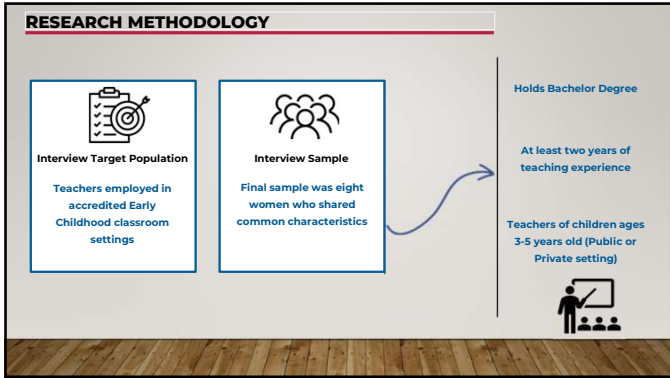 RESEARCH METHODOLOGY
Interview Target Population
Teachers employed in
accredited Early
Childhood classroom
settings
Interview Sample
Final sample was eight
women who shared
common characteristics
Holds Bachelor Degree
At least two years of
teaching experience
Teachers of children ages
3-5 years old (Public or
Private setting)